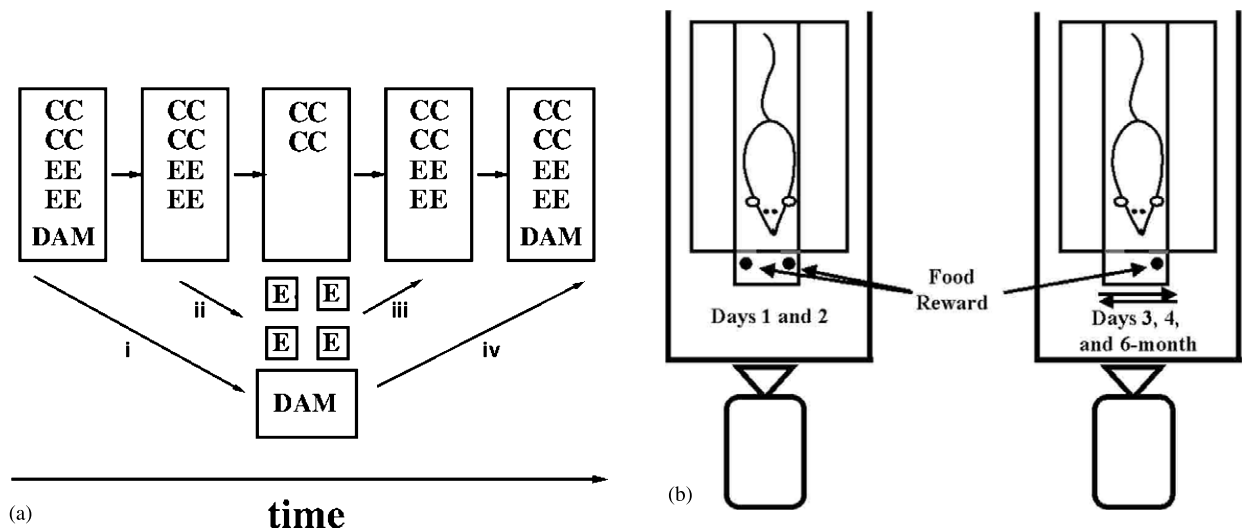 CC CC CC CC CC
CC CC CC CC CC
EE EE EE EE
EE EE EE EE
DAM DAM
E E
ii iii
E E
i iv
DAM
time
(a)
Food
Reward
Days 1 and 2
Days 3, 4,
and 6-month
(b)